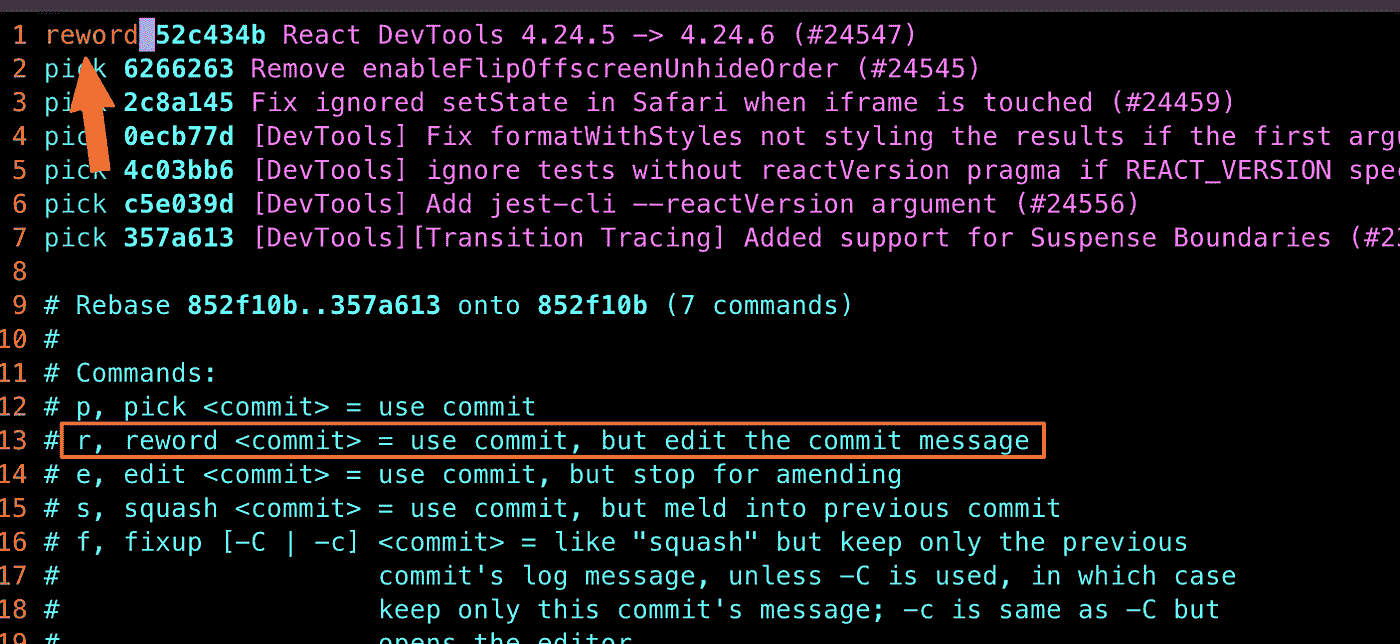 1 reword 52c434b React DevTools 4.24.5 -> 4.24.6 (#24547)
2 pick 6266263 Remove enableFlipOffscreenUnhideOrder (#24545)
3 pick 2c8a145 Fix ignored setState in Safari when iframe is touched (#24459)
4 pick 0ecb77d [DevTools] Fix formatWithStyles not styling the results if the first
5 pick 4c03bb6 [DevTools] ignore tests without reactVersion pragma if REACT_VERSION
6 pick c5e039d [DevTools] Add jest-cli --reactVersion argument (#24556)
7 pick 357a613 [DevTools][Transition Tracing] Added support for Suspense Boundaries
8
9 # Rebase 852f10b..357a613 onto 852f10b (7 commands)
10 #
11 # Commands:
12 # p, pick <commit> = use commit
13 # r, reword <commit> = use commit, but edit the commit message
14 # e, edit <commit> = use commit, but stop for amending
15 # s, squash <commit> = use commit, but meld into previous commit
16 # f, fixup [-C | -c] <commit> = like "squash" but keep only the previous
17 # commit's log message, unless -C is used, in which case
18 # keep only this commit's message; -c is same as -C but
19 # opens the editor